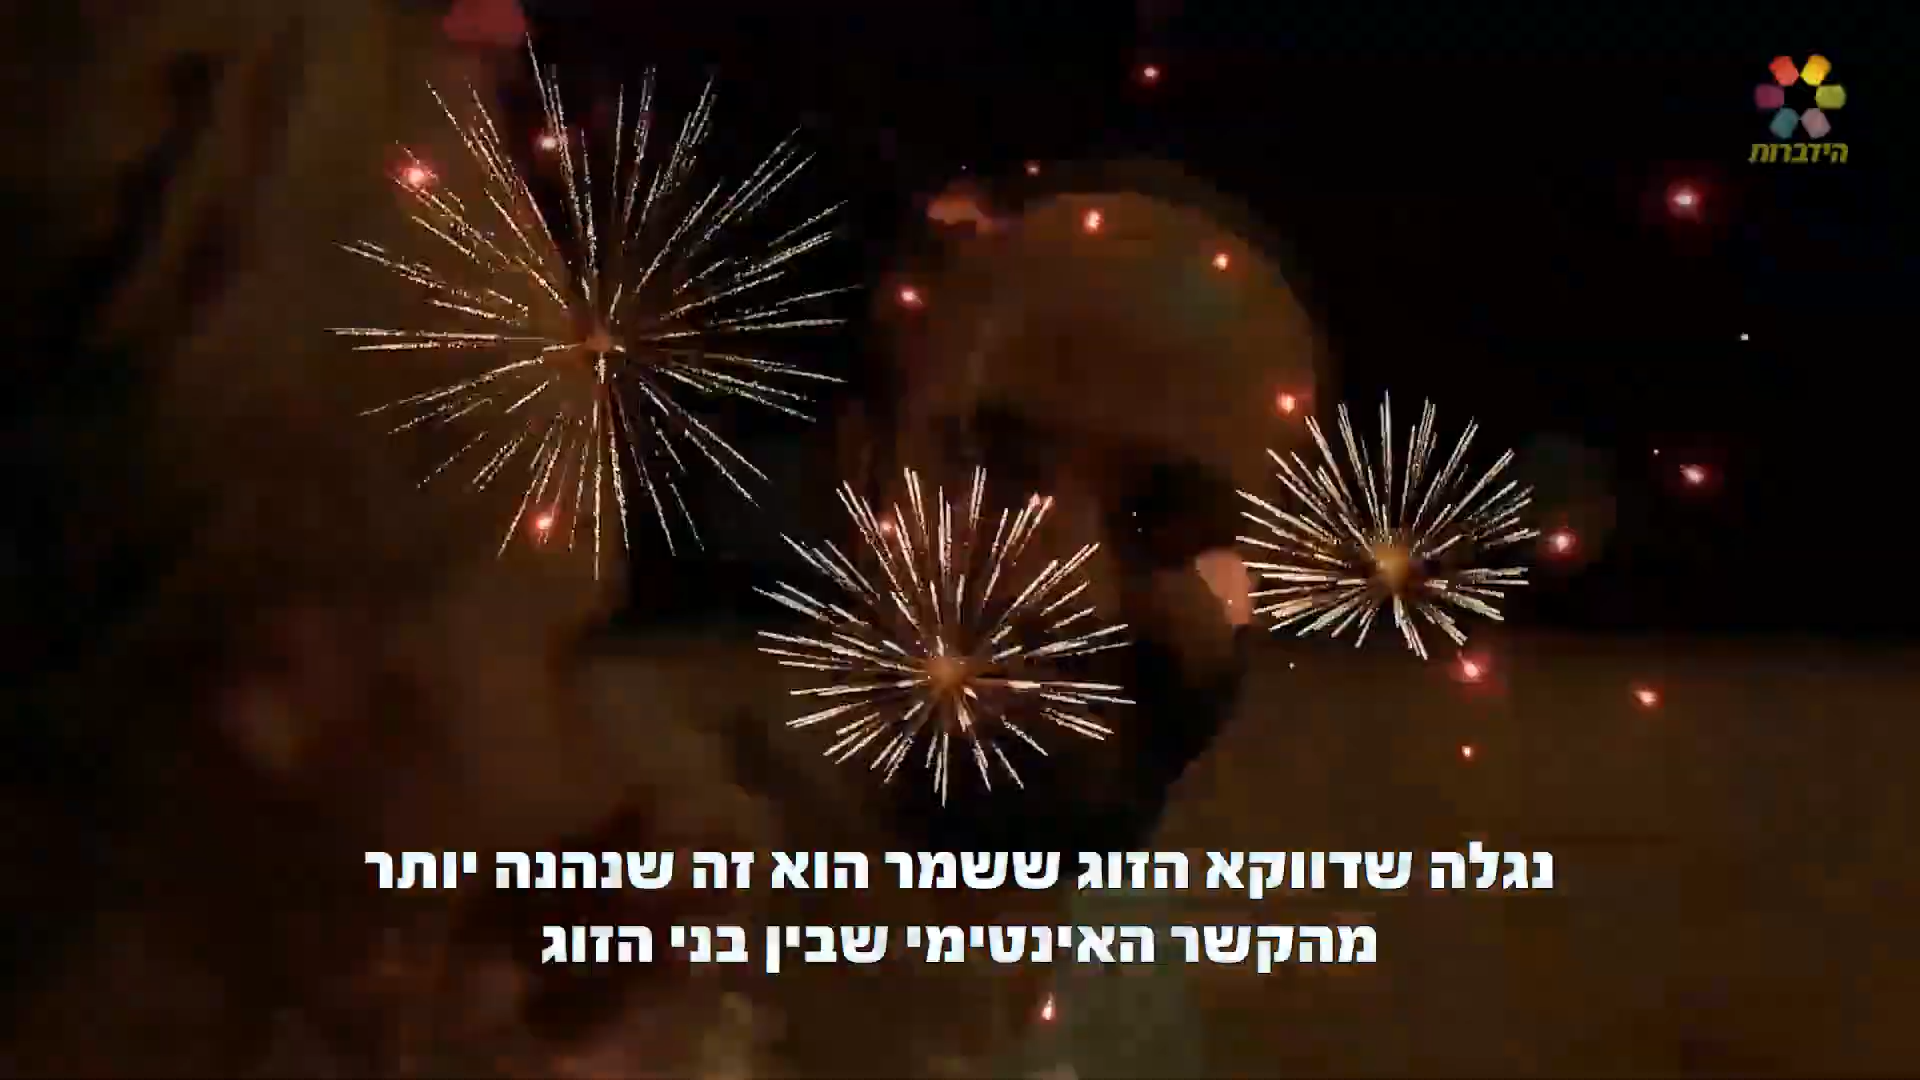 הידברות
נגלה שדווקא הזוג ששמר הוא זה שנהנה יותר
מהקשר האינטימי שבין בני הזוג